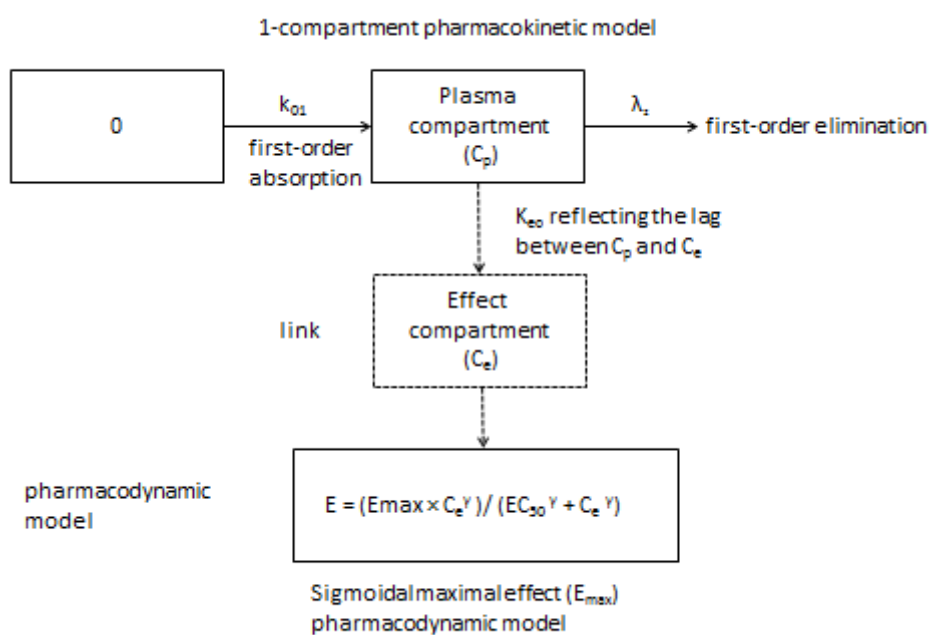 1-compartment pharmacokinetic model
0
k₀₁
first-order
absorption
Plasma
compartment
(Cₚ)
λz
first-order elimination
Kₑₒ reflecting the lag
between Cₚ and Cₑ
link
Effect
compartment
(Cₑ)
pharmacodynamic
model
E = (Emax × Cₑᵞ) / (EC₅₀ᵞ + Cₑᵞ)
Sigmoidal maximal effect (Eₘₐₓ)
pharmacodynamic model